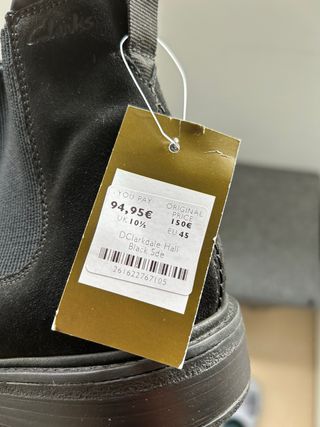 Clarks
YOU PAY ORIGINAL PRICE
94,95€ 150€
UK 10½ EU 45
DClarkdale Hall
Black Sde
261622767105